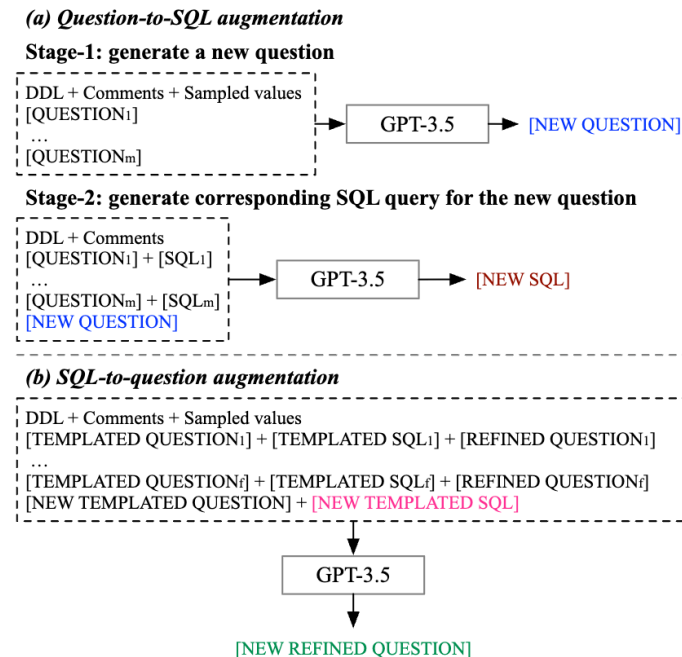 (a) Question-to-SQL augmentation
Stage-1: generate a new question
DDL + Comments + Sampled values
[QUESTION1]
...
[QUESTIONm]
GPT-3.5
[NEW QUESTION]
Stage-2: generate corresponding SQL query for the new question
DDL + Comments
[QUESTION1] + [SQL1]
...
[QUESTIONm] + [SQLm]
[NEW QUESTION]
GPT-3.5
[NEW SQL]
(b) SQL-to-question augmentation
DDL + Comments + Sampled values
[TEMPLATED QUESTION1] + [TEMPLATED SQL1] + [REFINED QUESTION1]
...
[TEMPLATED QUESTIONf] + [TEMPLATED SQLf] + [REFINED QUESTIONf]
[NEW TEMPLATED QUESTION] + [NEW TEMPLATED SQL]
GPT-3.5
[NEW REFINED QUESTION]